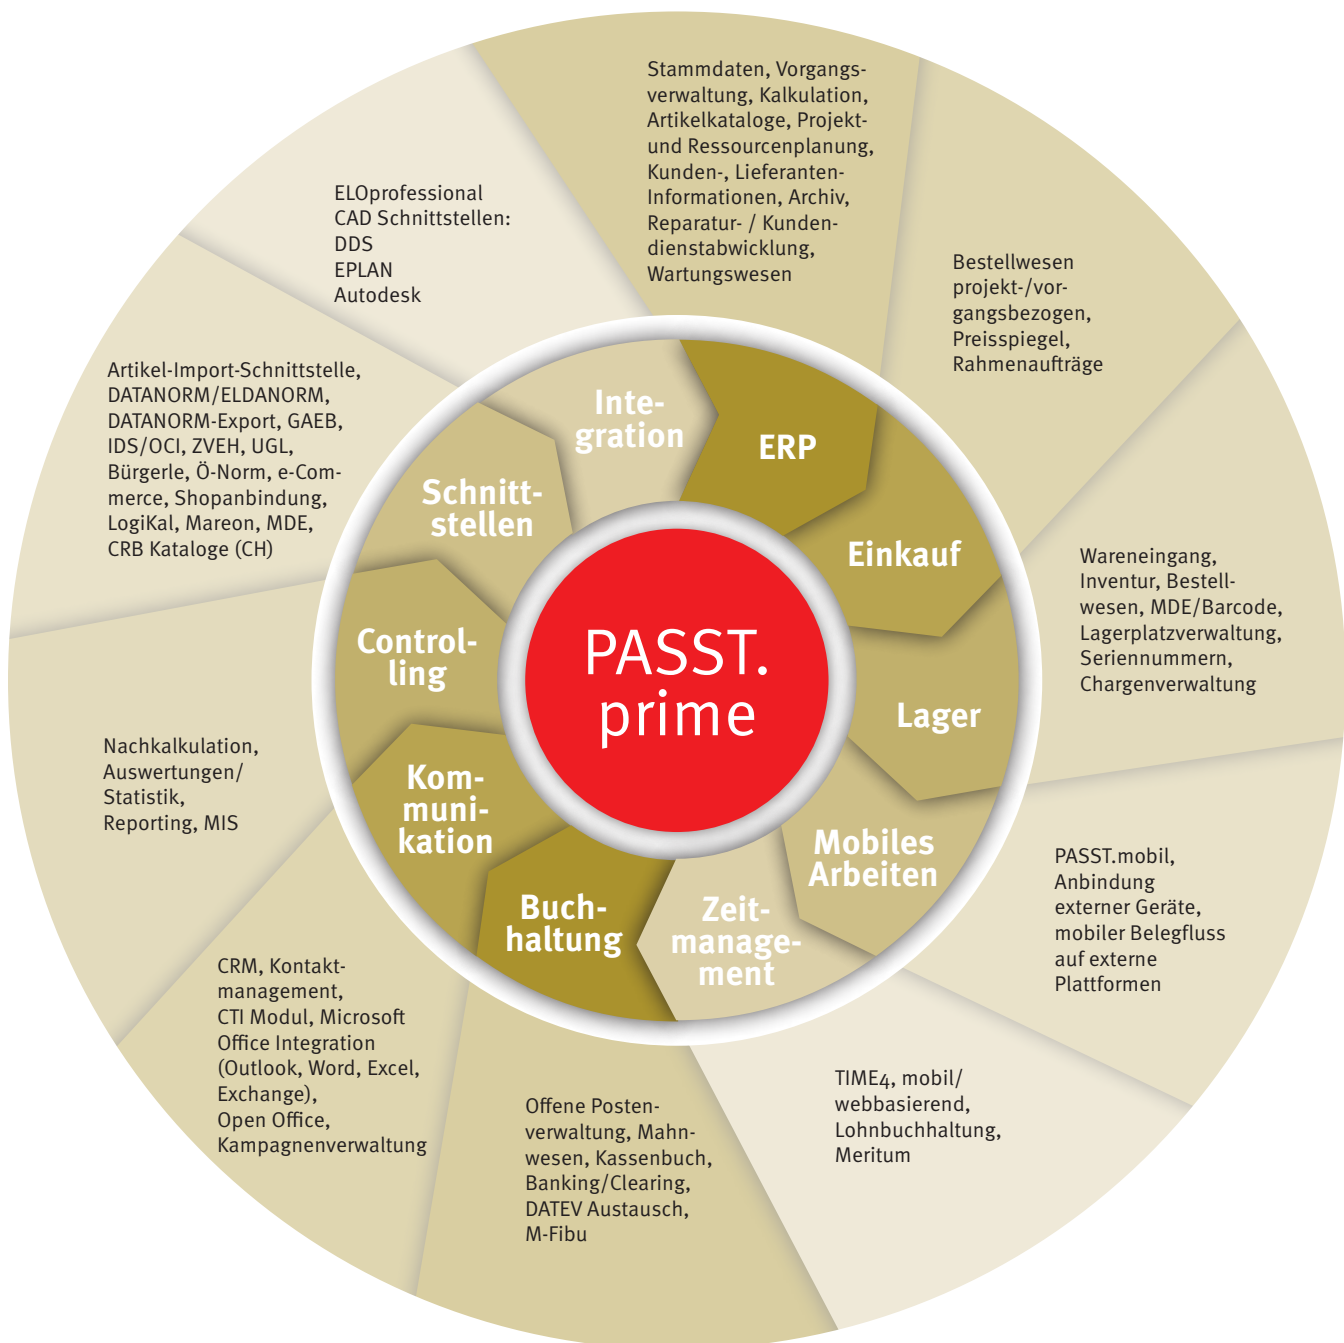 Stammdaten, Vorgangs-
verwaltung, Kalkulation,
Artikelkataloge, Projekt-
und Ressourcenplanung,
Kunden-, Lieferanten-
Informationen, Archiv,
Reparatur- / Kunden-
dienstabwicklung,
Wartungswesen
Bestellwesen
projekt-/vor-
gangsbezogen,
Preisspiegel,
Rahmenaufträge
Wareneingang,
Inventur, Bestell-
wesen, MDE/Barcode,
Lagerplatzverwaltung,
Seriennummern,
Chargenverwaltung
PASST.mobil,
Anbindung
externer Geräte,
mobiler Belegfluss
auf externe
Plattformen
TIME4, mobil/
webbasierend,
Lohnbuchhaltung,
Meritum
Offene Posten-
verwaltung, Mahn-
wesen, Kassenbuch,
Banking/Clearing,
DATEV Austausch,
M-Fibu
CRM, Kontakt-
management,
CTI Modul, Microsoft
Office Integration
(Outlook, Word, Excel,
Exchange),
Open Office,
Kampagnenverwaltung
Nachkalkulation,
Auswertungen/
Statistik,
Reporting, MIS
Artikel-Import-Schnittstelle,
DATANORM/ELDANORM,
DATANORM-Export, GAEB,
IDS/OCI, ZVEH, UGL,
Bürgerle, Ö-Norm, e-Com-
merce, Shopanbindung,
LogiKal, Mareon, MDE,
CRB Kataloge (CH)
ELOprofessional
CAD Schnittstellen:
DDS
EPLAN
Autodesk
ERP
Einkauf
Lager
Mobiles
Arbeiten
Zeit-
manage-
ment
Buch-
haltung
Kom-
muni-
kation
Control-
ling
Schnitt-
stellen
Inte-
gration
PASST.
prime